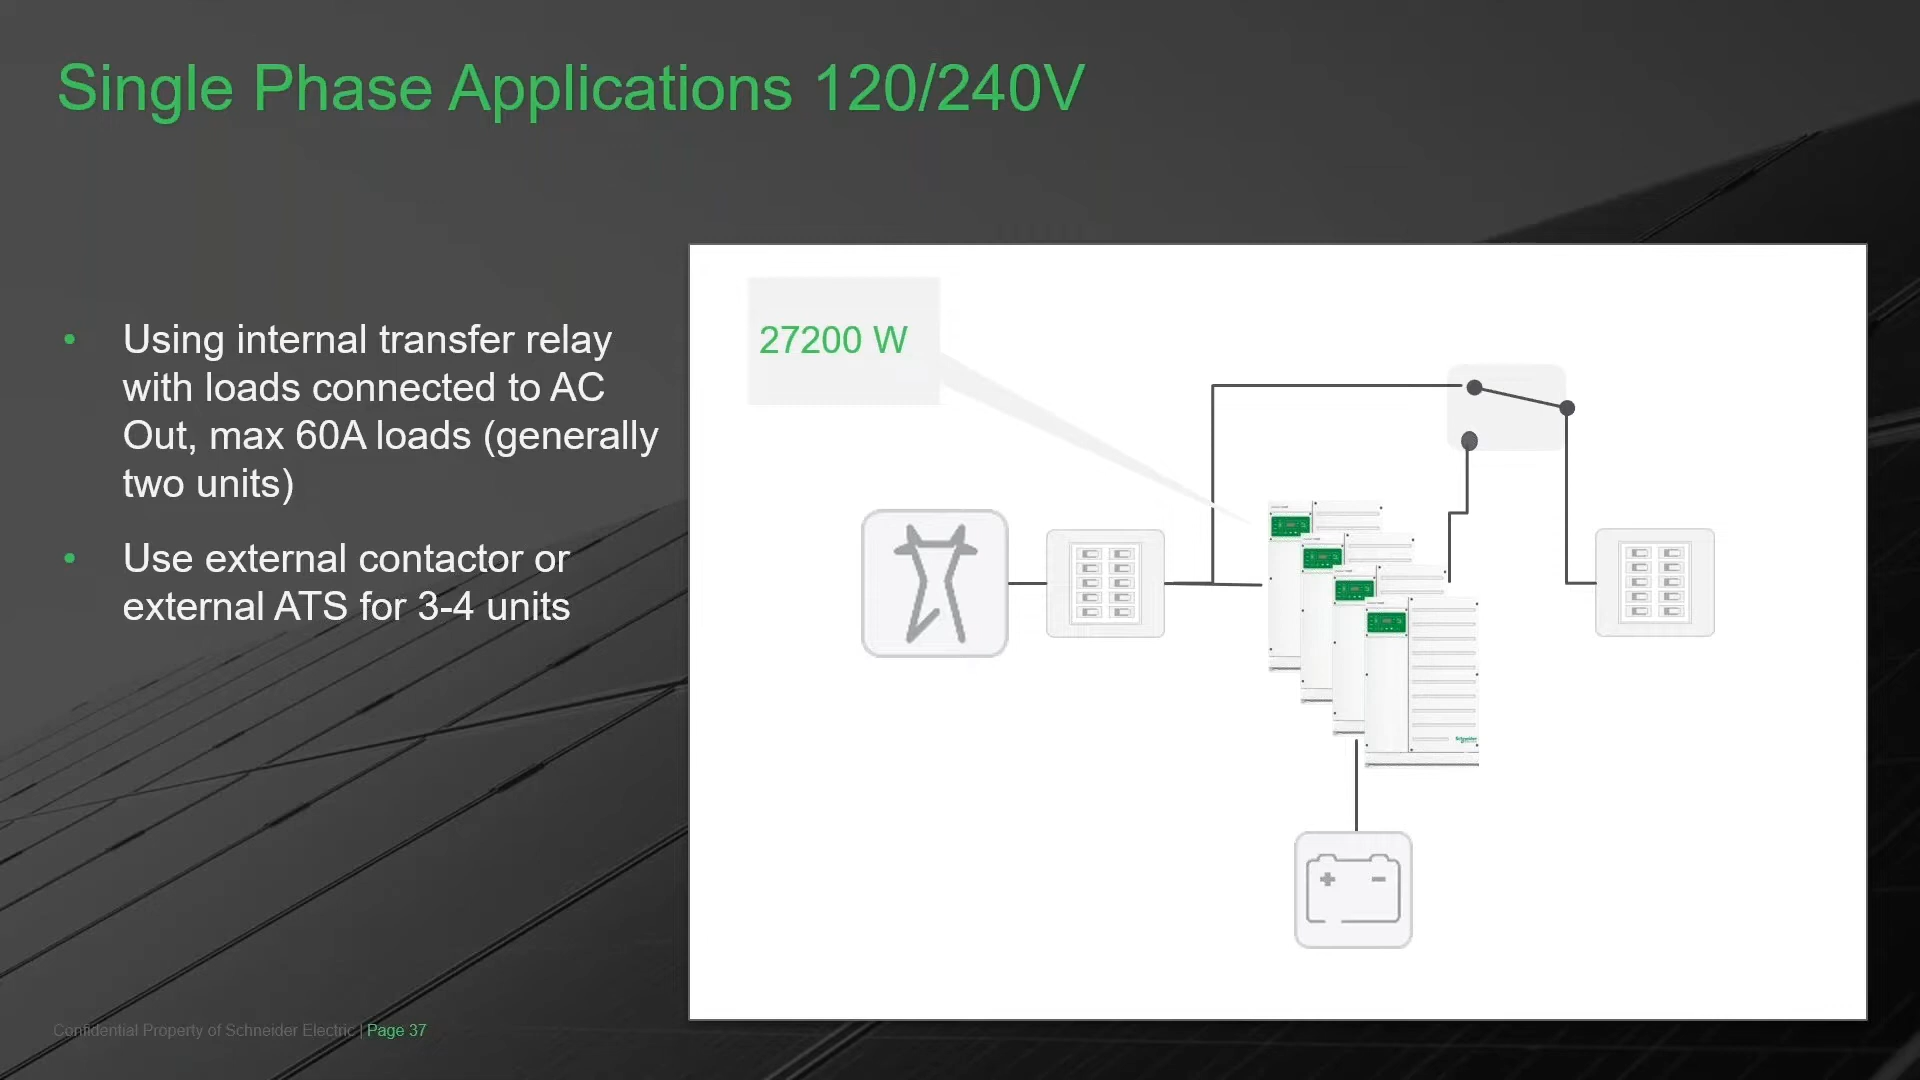 Single Phase Applications 120/240V
• Using internal transfer relay
with loads connected to AC
Out, max 60A loads (generally
two units)
• Use external contactor or
external ATS for 3-4 units
27200 W
+ -
Schneider
Confidential Property of Schneider Electric | Page 37